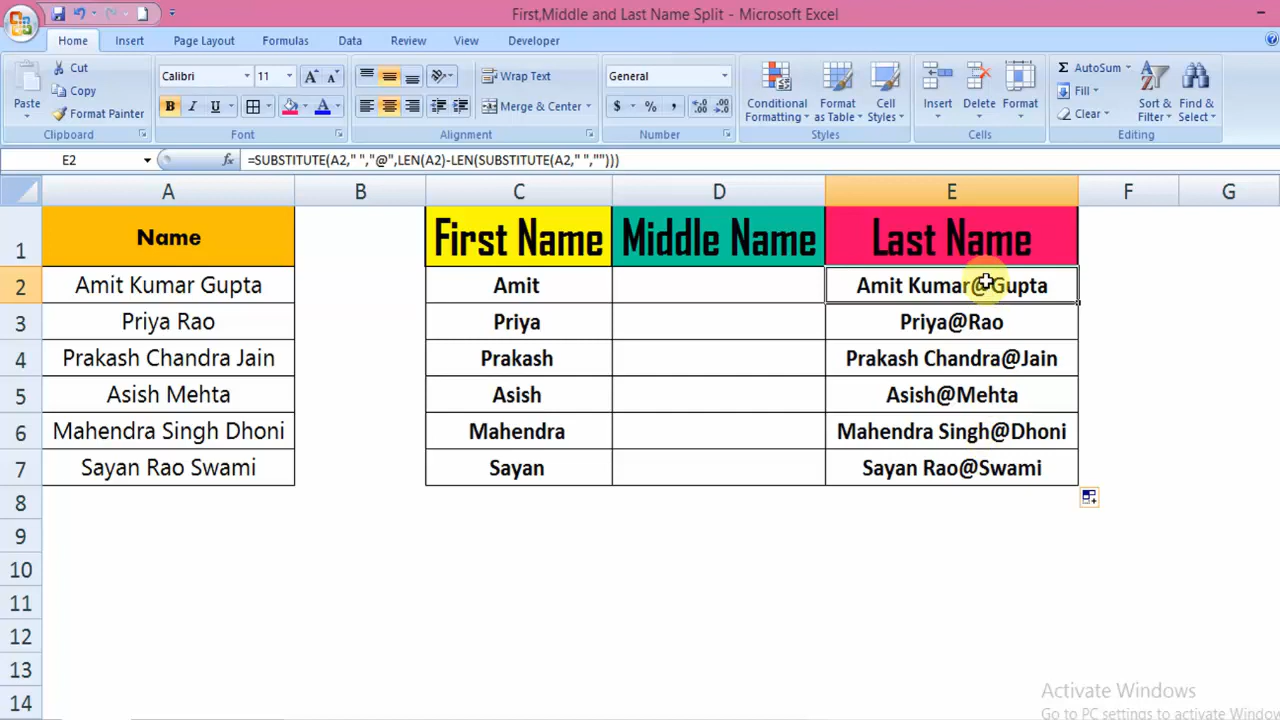 First,Middle and Last Name Split - Microsoft Excel
Home Insert Page Layout Formulas Data Review View Developer
Paste Cut Copy Format Painter Clipboard
Calibri 11 A A B I U A Font
Wrap Text Merge & Center Alignment
General $ % , .0 .00 .00 .0 Number
Conditional Formatting Format as Table Cell Styles Styles
Insert Delete Format Cells
Σ AutoSum Fill Clear Sort & Filter Find & Select Editing
E2 fx =SUBSTITUTE(A2," ","@",LEN(A2)-LEN(SUBSTITUTE(A2," ","")))
A B C D E F G
1 Name First Name Middle Name Last Name
2 Amit Kumar Gupta Amit Amit Kumar@Gupta
3 Priya Rao Priya Priya@Rao
4 Prakash Chandra Jain Prakash Prakash Chandra@Jain
5 Asish Mehta Asish Asish@Mehta
6 Mahendra Singh Dhoni Mahendra Mahendra Singh@Dhoni
7 Sayan Rao Swami Sayan Sayan Rao@Swami
8
9
10
11
12
13
14
Activate Windows
Go to PC settings to activate Windo